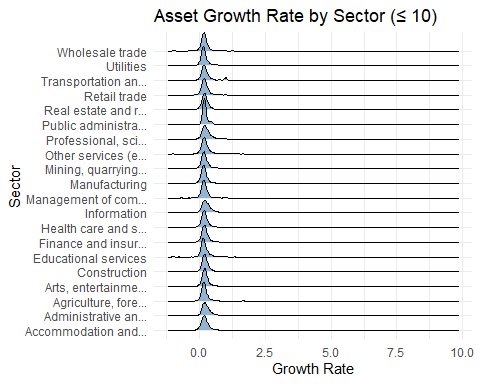 Asset Growth Rate by Sector (≤ 10)
Wholesale trade
Utilities
Transportation an...
Retail trade
Real estate and r...
Public administra...
Professional, sci...
Other services (e...
Mining, quarrying...
Manufacturing
Management of com...
Information
Health care and s...
Finance and insur...
Educational services
Construction
Arts, entertainme...
Agriculture, fore...
Administrative an...
Accommodation and...
Sector
0.0 2.5 5.0 7.5 10.0
Growth Rate